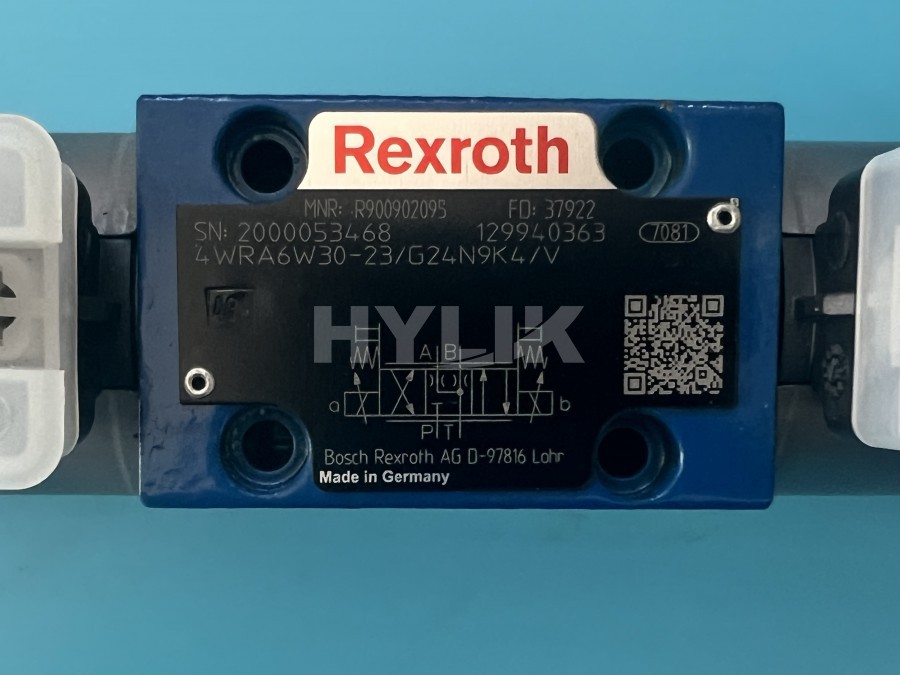 Rexroth
MNR: R900902095 FD: 37922
SN: 2000053468 129940363 7081
4WRA6W30-23/G24N9K4/V
HYLIK
A B
a b
P T
Bosch Rexroth AG D-97816 Lohr
Made in Germany